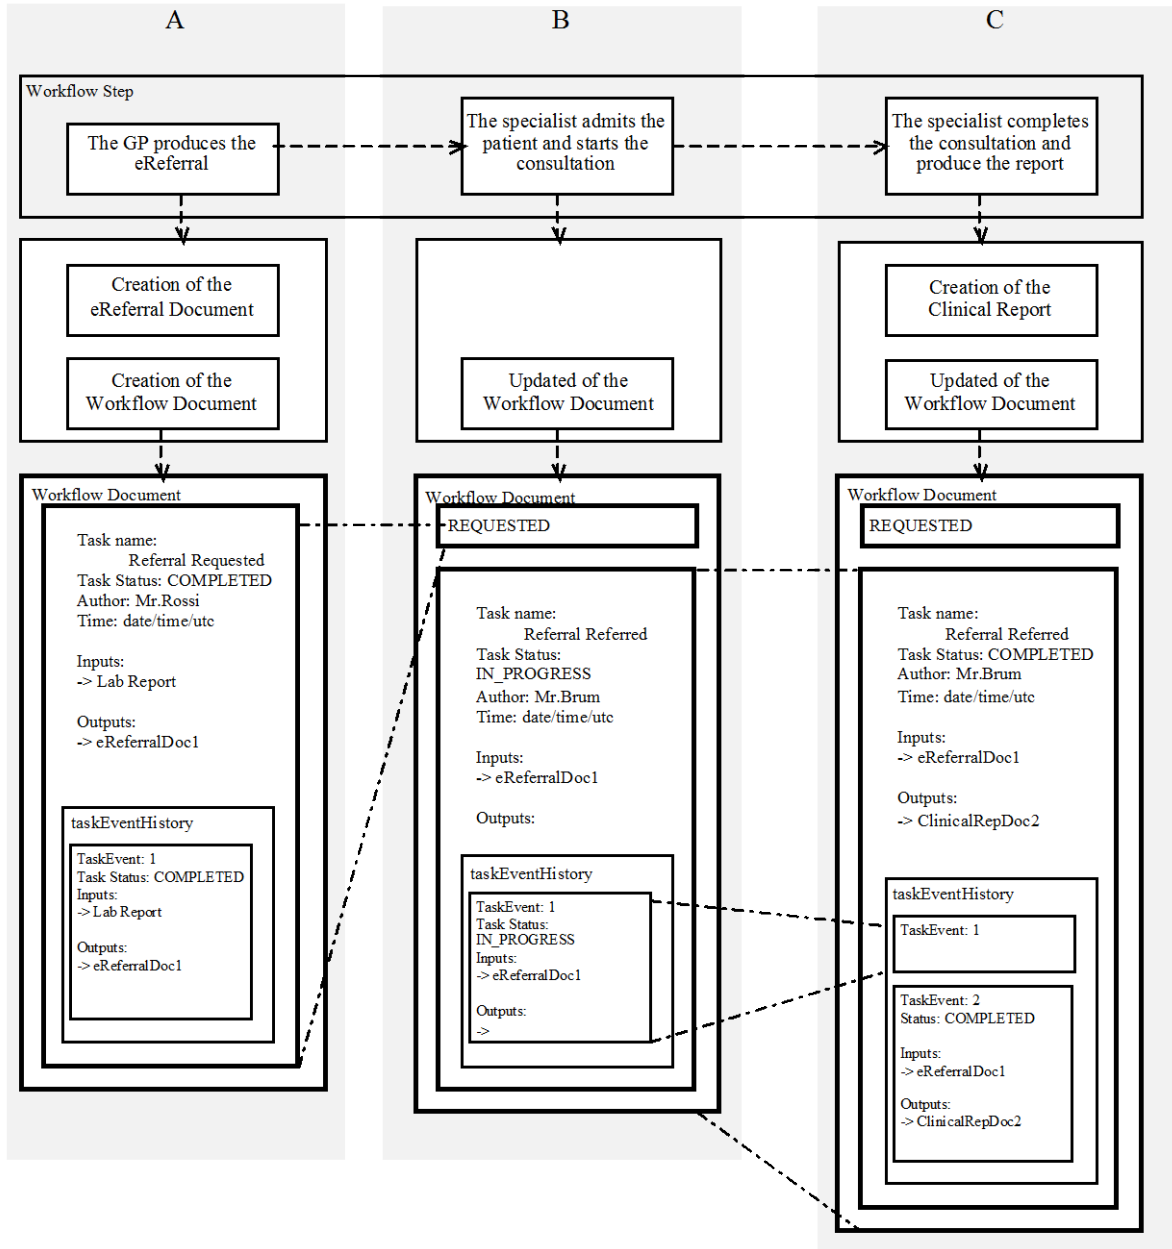 A
B
C
Workflow Step
The GP produces the
eReferral
The specialist admits the
patient and starts the
consultation
The specialist completes
the consultation and
produce the report
Creation of the
eReferral Document
Creation of the
Workflow Document
Updated of the
Workflow Document
Creation of the
Clinical Report
Updated of the
Workflow Document
Workflow Document
Task name:
Referral Requested
Task Status: COMPLETED
Author: Mr.Rossi
Time: date/time/utc
Inputs:
-> Lab Report
Outputs:
-> eReferralDoc1
taskEventHistory
TaskEvent: 1
Task Status: COMPLETED
Inputs:
-> Lab Report
Outputs:
-> eReferralDoc1
Workflow Document
REQUESTED
Task name:
Referral Referred
Task Status:
IN_PROGRESS
Author: Mr.Brum
Time: date/time/utc
Inputs:
-> eReferralDoc1
Outputs:
taskEventHistory
TaskEvent: 1
Task Status:
IN_PROGRESS
Inputs:
-> eReferralDoc1
Outputs:
->
Workflow Document
REQUESTED
Task name:
Referral Referred
Task Status: COMPLETED
Author: Mr.Brum
Time: date/time/utc
Inputs:
-> eReferralDoc1
Outputs:
-> ClinicalRepDoc2
taskEventHistory
TaskEvent: 1
TaskEvent: 2
Status: COMPLETED
Inputs:
-> eReferralDoc1
Outputs:
-> ClinicalRepDoc2